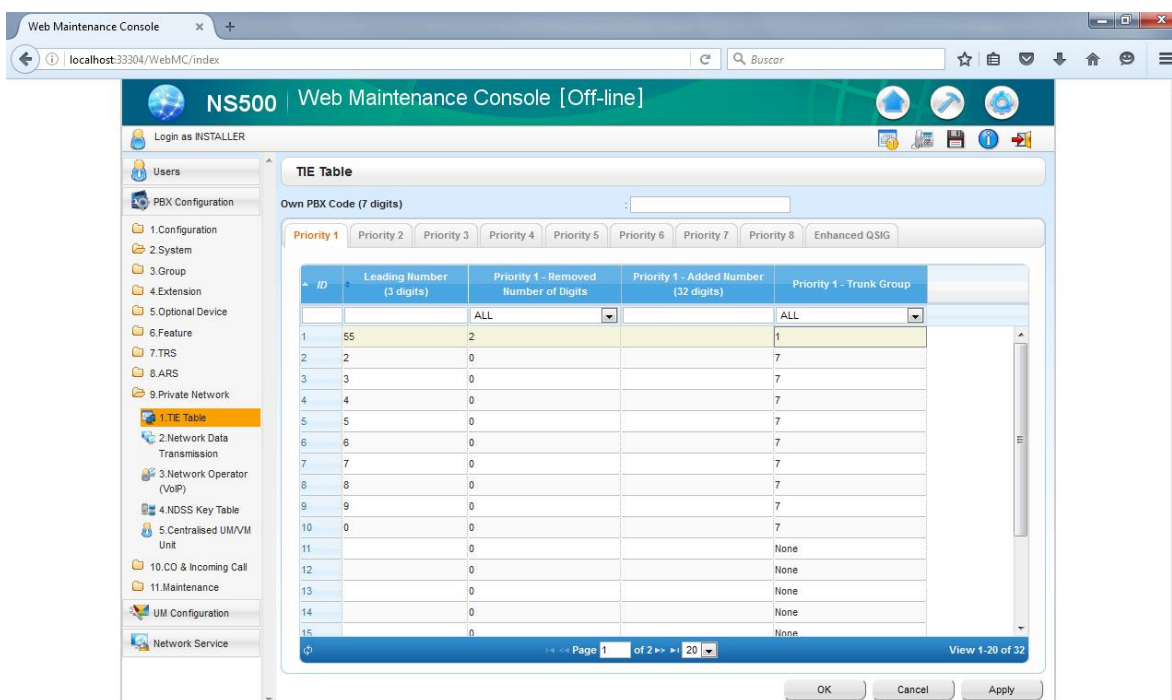 Web Maintenance Console
localhost:33304/WebMC/index
Buscar
NS500 Web Maintenance Console [Off-line]
Login as INSTALLER
Users
PBX Configuration
1.Configuration
2.System
3.Group
4.Extension
5.Optional Device
6.Feature
7.TRS
8.ARS
9.Private Network
1.TIE Table
2.Network Data
Transmission
3.Network Operator
(VoIP)
4.NDSS Key Table
5.Centralised UM/VM
Unit
10.CO & Incoming Call
11.Maintenance
UM Configuration
Network Service
TIE Table
Own PBX Code (7 digits) :
Priority 1 Priority 2 Priority 3 Priority 4 Priority 5 Priority 6 Priority 7 Priority 8 Enhanced QSIG
ID Leading Number (3 digits) Priority 1 - Removed Number of Digits Priority 1 - Added Number (32 digits) Priority 1 - Trunk Group
ALL ALL
1 55 2 1
2 2 0 7
3 3 0 7
4 4 0 7
5 5 0 7
6 6 0 7
7 7 0 7
8 8 0 7
9 9 0 7
10 0 0 7
11 0 None
12 0 None
13 0 None
14 0 None
15 0 None
Page 1 of 2 20 View 1-20 of 32
OK Cancel Apply